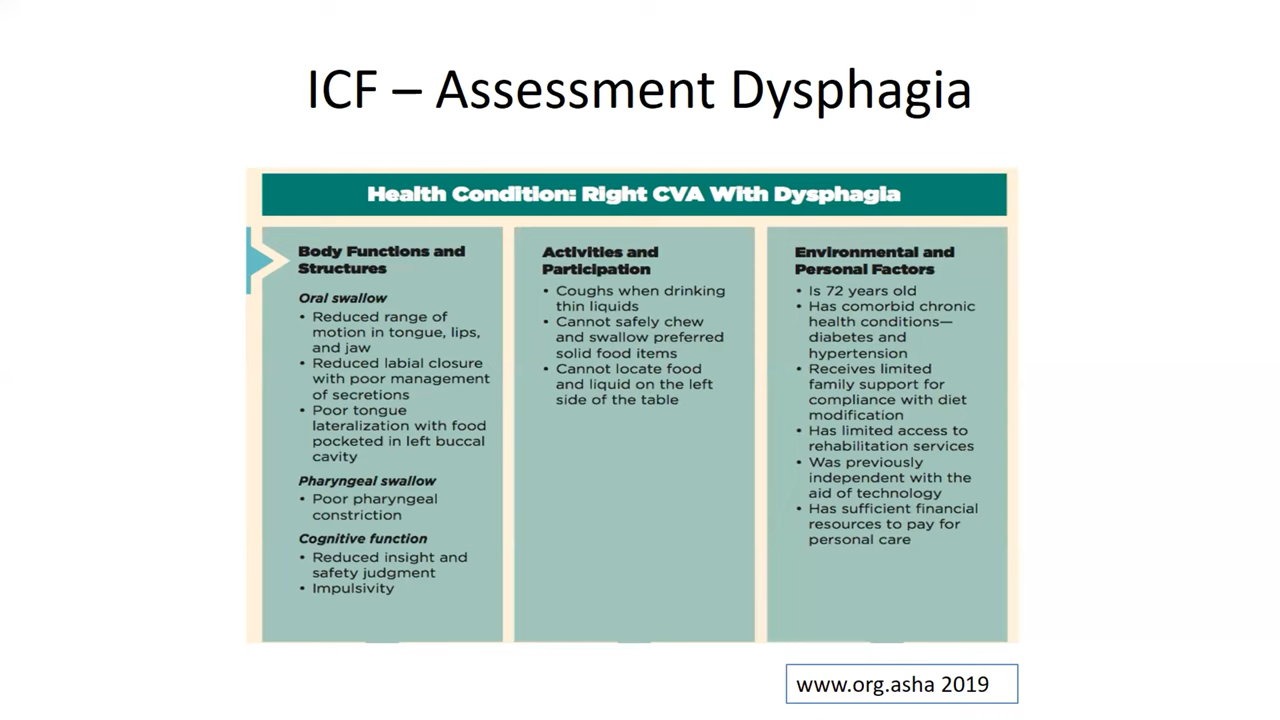 ICF – Assessment Dysphagia
Health Condition: Right CVA With Dysphagia
Body Functions and
Structures
Oral swallow
• Reduced range of
motion in tongue, lips,
and jaw
• Reduced labial closure
with poor management
of secretions
• Poor tongue
lateralization with food
pocketed in left buccal
cavity
Pharyngeal swallow
• Poor pharyngeal
constriction
Cognitive function
• Reduced insight and
safety judgment
• Impulsivity
Activities and
Participation
• Coughs when drinking
thin liquids
• Cannot safely chew
and swallow preferred
solid food items
• Cannot locate food
and liquid on the left
side of the table
Environmental and
Personal Factors
• Is 72 years old
• Has comorbid chronic
health conditions—
diabetes and
hypertension
• Receives limited
family support for
compliance with diet
modification
• Has limited access to
rehabilitation services
• Was previously
independent with the
aid of technology
• Has sufficient financial
resources to pay for
personal care
www.org.asha 2019